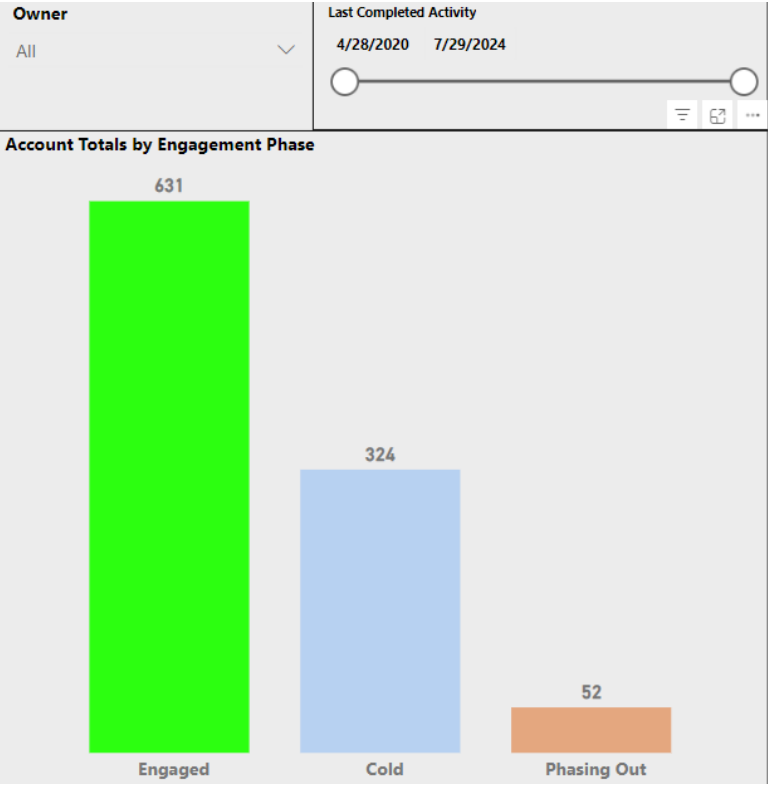 Owner
All
Last Completed Activity
4/28/2020 7/29/2024
Account Totals by Engagement Phase
631
324
52
Engaged Cold Phasing Out